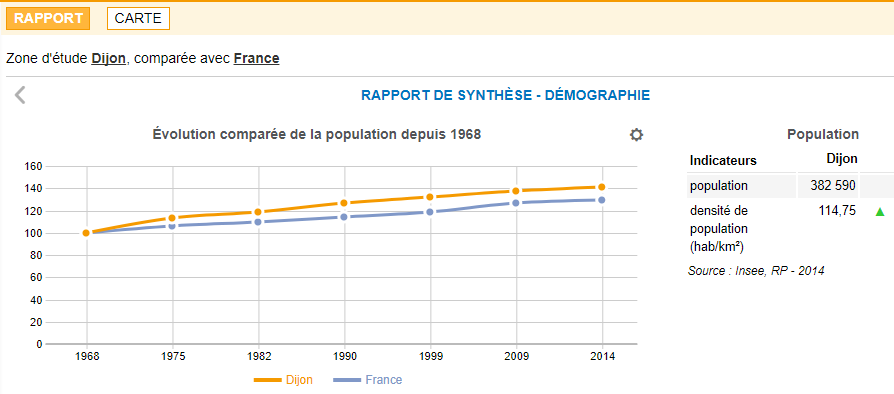 RAPPORT CARTE
Zone d'étude Dijon, comparée avec France
RAPPORT DE SYNTHÈSE - DÉMOGRAPHIE
Évolution comparée de la population depuis 1968
160
140
120
100
80
60
40
20
0
1968 1975 1982 1990 1999 2009 2014
Dijon France
Population
Indicateurs Dijon
population 382 590
densité de 114,75
population
(hab/km²)
Source : Insee, RP - 2014